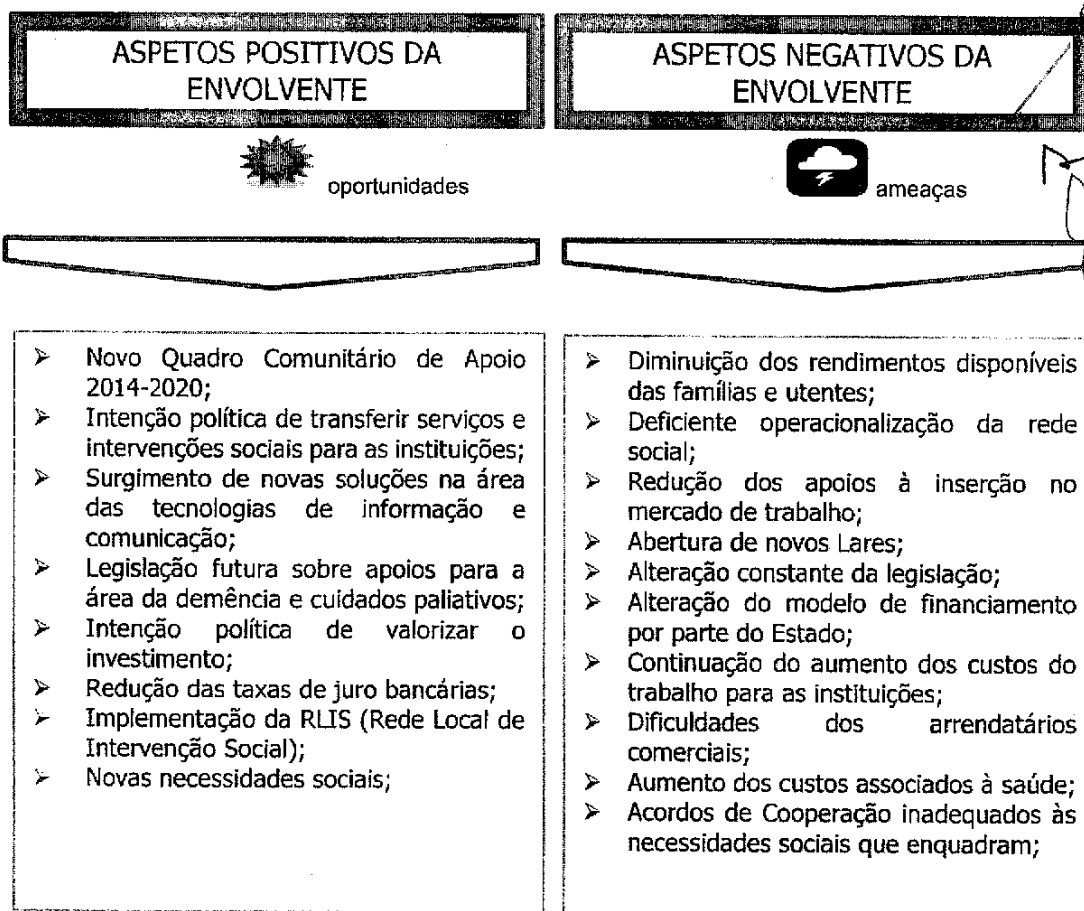 ASPETOS POSITIVOS DA
ENVOLVENTE
oportunidades
➢ Novo Quadro Comunitário de Apoio
2014-2020;
➢ Intenção política de transferir serviços e
intervenções sociais para as instituições;
➢ Surgimento de novas soluções na área
das tecnologias de informação e
comunicação;
➢ Legislação futura sobre apoios para a
área da demência e cuidados paliativos;
➢ Intenção política de valorizar o
investimento;
➢ Redução das taxas de juro bancárias;
➢ Implementação da RLIS (Rede Local de
Intervenção Social);
➢ Novas necessidades sociais;
ASPETOS NEGATIVOS DA
ENVOLVENTE
ameaças
➢ Diminuição dos rendimentos disponíveis
das famílias e utentes;
➢ Deficiente operacionalização da rede
social;
➢ Redução dos apoios à inserção no
mercado de trabalho;
➢ Abertura de novos Lares;
➢ Alteração constante da legislação;
➢ Alteração do modelo de financiamento
por parte do Estado;
➢ Continuação do aumento dos custos do
trabalho para as instituições;
➢ Dificuldades dos arrendatários
comerciais;
➢ Aumento dos custos associados à saúde;
➢ Acordos de Cooperação inadequados às
necessidades sociais que enquadram;